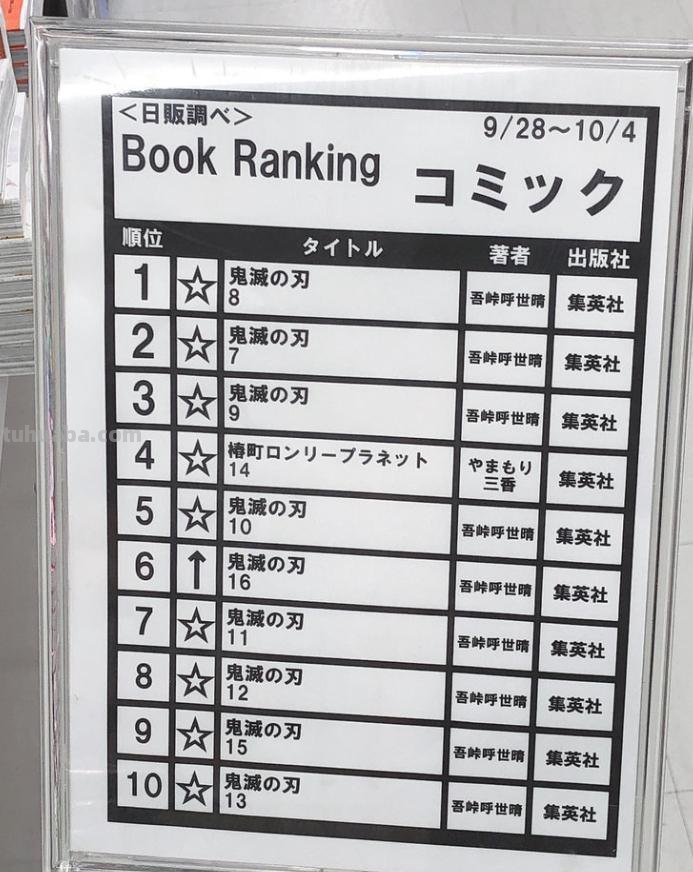 <日販調べ>
9/28～10/4
Book Ranking コミック
順位 タイトル 著者 出版社
1 ☆ 鬼滅の刃 8 吾峠呼世晴 集英社
2 ☆ 鬼滅の刃 7 吾峠呼世晴 集英社
3 ☆ 鬼滅の刃 9 吾峠呼世晴 集英社
4 ☆ 椿町ロンリープラネット 14 やまもり三香 集英社
5 ☆ 鬼滅の刃 10 吾峠呼世晴 集英社
6 ↑ 鬼滅の刃 16 吾峠呼世晴 集英社
7 ☆ 鬼滅の刃 11 吾峠呼世晴 集英社
8 ☆ 鬼滅の刃 12 吾峠呼世晴 集英社
9 ☆ 鬼滅の刃 15 吾峠呼世晴 集英社
10 ☆ 鬼滅の刃 13 吾峠呼世晴 集英社